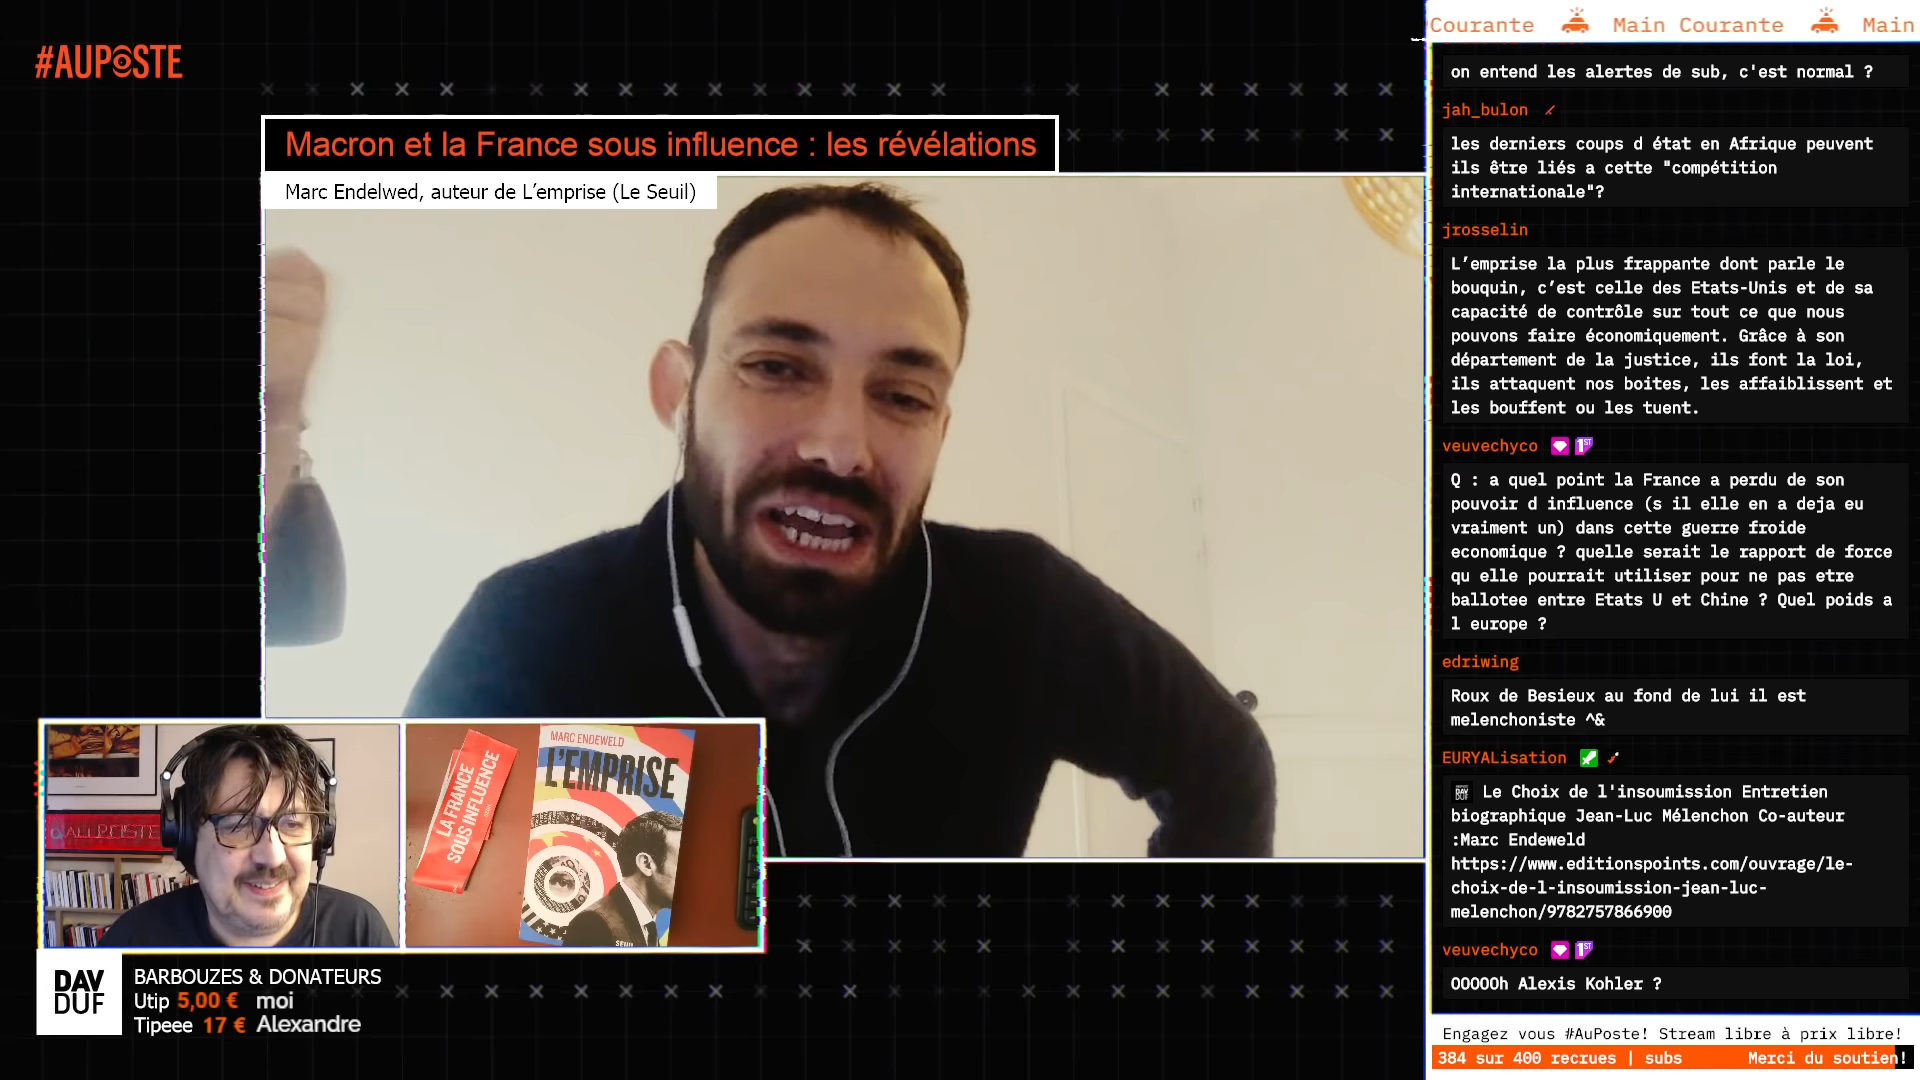 #AUPOSTE
Macron et la France sous influence : les révélations
Marc Endelwed, auteur de L’emprise (Le Seuil)
AU POSTE
LA FRANCE
SOUS INFLUENCE
MARC ENDEWELD
L'EMPRISE
SEUIL
DAV
DUF
BARBOUZES & DONATEURS
Utip 5,00 € moi
Tipeee 17 € Alexandre
Courante Main Courante Main
on entend les alertes de sub, c'est normal ?
jah_bulon
les derniers coups d état en Afrique peuvent
ils être liés a cette "compétition
internationale"?
jrosselin
L’emprise la plus frappante dont parle le
bouquin, c’est celle des Etats-Unis et de sa
capacité de contrôle sur tout ce que nous
pouvons faire économiquement. Grâce à son
département de la justice, ils font la loi,
ils attaquent nos boites, les affaiblissent et
les bouffent ou les tuent.
veuvechyco 1ST
Q : a quel point la France a perdu de son
pouvoir d influence (s il elle en a deja eu
vraiment un) dans cette guerre froide
economique ? quelle serait le rapport de force
qu elle pourrait utiliser pour ne pas etre
ballotee entre Etats U et Chine ? Quel poids a
l europe ?
edriwing
Roux de Besieux au fond de lui il est
melenchoniste ^&
EURYALisation
DAV DUF Le Choix de l'insoumission Entretien
biographique Jean-Luc Mélenchon Co-auteur
:Marc Endeweld
https://www.editionspoints.com/ouvrage/le-
choix-de-l-insoumission-jean-luc-
melenchon/9782757866900
veuvechyco 1ST
OOOOOh Alexis Kohler ?
Engagez vous #AuPoste! Stream libre à prix libre!
384 sur 400 recrues | subs Merci du soutien!